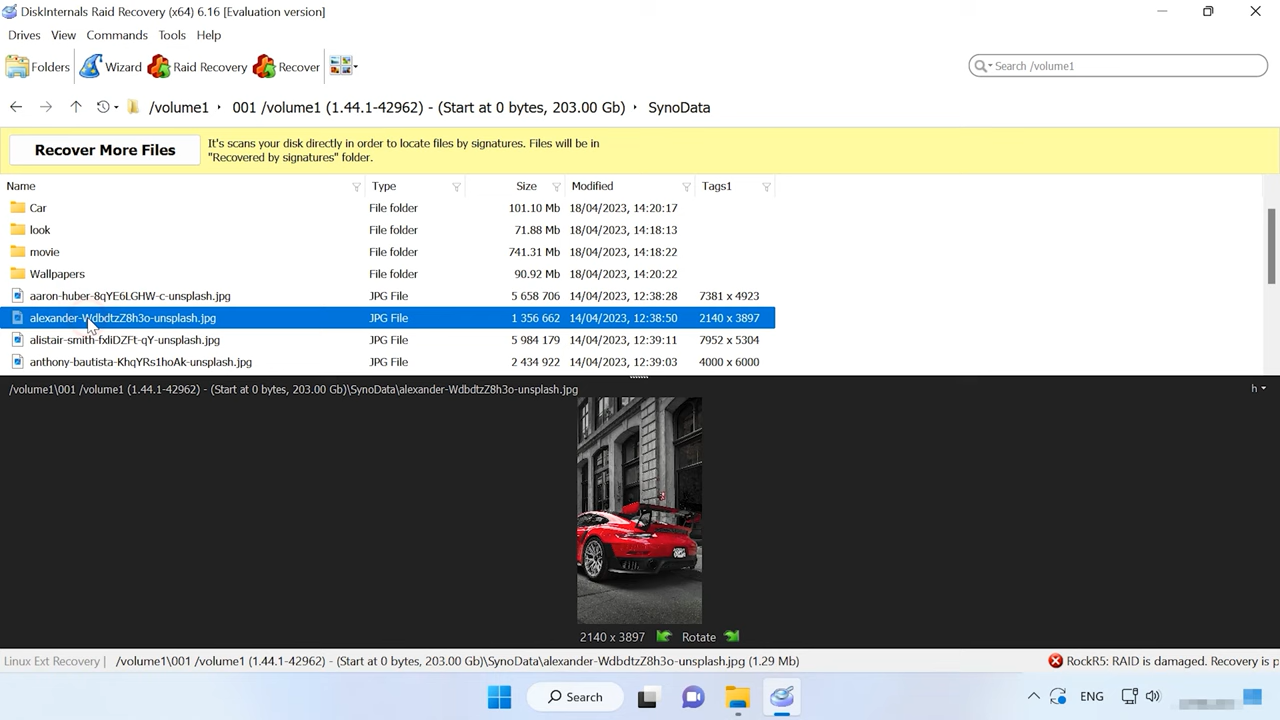 DiskInternals Raid Recovery (x64) 6.16 [Evaluation version]
Drives View Commands Tools Help
Folders Wizard Raid Recovery Recover Search /volume1
/volume1 001 /volume1 (1.44.1-42962) - (Start at 0 bytes, 203.00 Gb) SynoData
Recover More Files
It's scans your disk directly in order to locate files by signatures. Files will be in
"Recovered by signatures" folder.
Name Type Size Modified Tags1
Car File folder 101.10 Mb 18/04/2023, 14:20:17
look File folder 71.88 Mb 18/04/2023, 14:18:13
movie File folder 741.31 Mb 18/04/2023, 14:18:22
Wallpapers File folder 90.92 Mb 18/04/2023, 14:20:22
aaron-huber-8qYE6LGHW-c-unsplash.jpg JPG File 5 658 706 14/04/2023, 12:38:28 7381 x 4923
alexander-WdbdtzZ8h3o-unsplash.jpg JPG File 1 356 662 14/04/2023, 12:38:50 2140 x 3897
alistair-smith-fxliDZFt-qY-unsplash.jpg JPG File 5 984 179 14/04/2023, 12:39:11 7952 x 5304
anthony-bautista-KhqYRs1hoAk-unsplash.jpg JPG File 2 434 922 14/04/2023, 12:39:03 4000 x 6000
/volume1\001 /volume1 (1.44.1-42962) - (Start at 0 bytes, 203.00 Gb)\SynoData\alexander-WdbdtzZ8h3o-unsplash.jpg h
2140 x 3897 Rotate
Linux Ext Recovery | /volume1\001 /volume1 (1.44.1-42962) - (Start at 0 bytes, 203.00 Gb)\SynoData\alexander-WdbdtzZ8h3o-unsplash.jpg (1.29 Mb) RockR5: RAID is damaged. Recovery is p
Search ENG